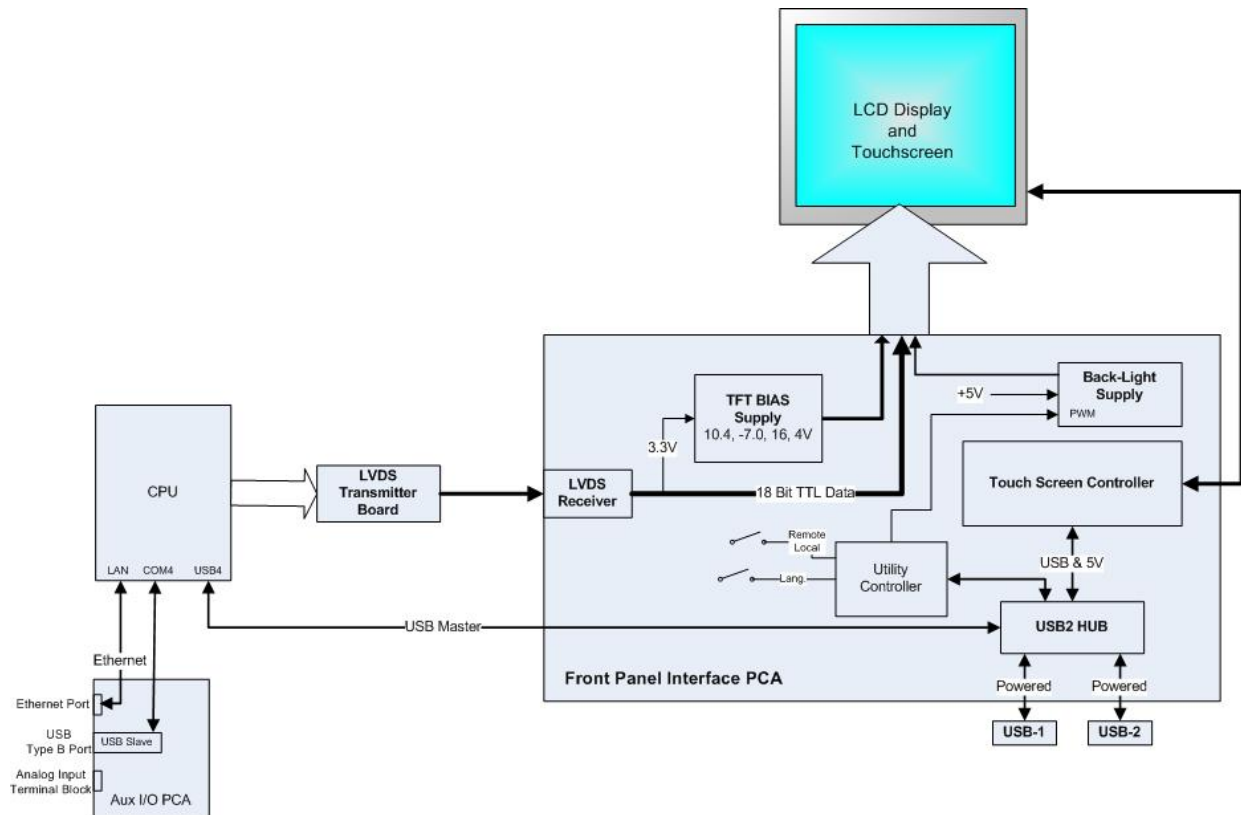 LCD Display
and
Touchscreen
TFT BIAS
Supply
10.4, -7.0, 16, 4V
3.3V
+5V
Back-Light
Supply
PWM
CPU
LAN
COM4
USB4
LVDS
Transmitter
Board
LVDS
Receiver
18 Bit TTL Data
Touch Screen Controller
Remote
Local
Lang.
Utility
Controller
USB & 5V
USB2 HUB
USB Master
Front Panel Interface PCA
Powered
Powered
USB-1
USB-2
Ethernet
Ethernet Port
USB
Type B Port
USB Slave
Analog Input
Terminal Block
Aux I/O PCA